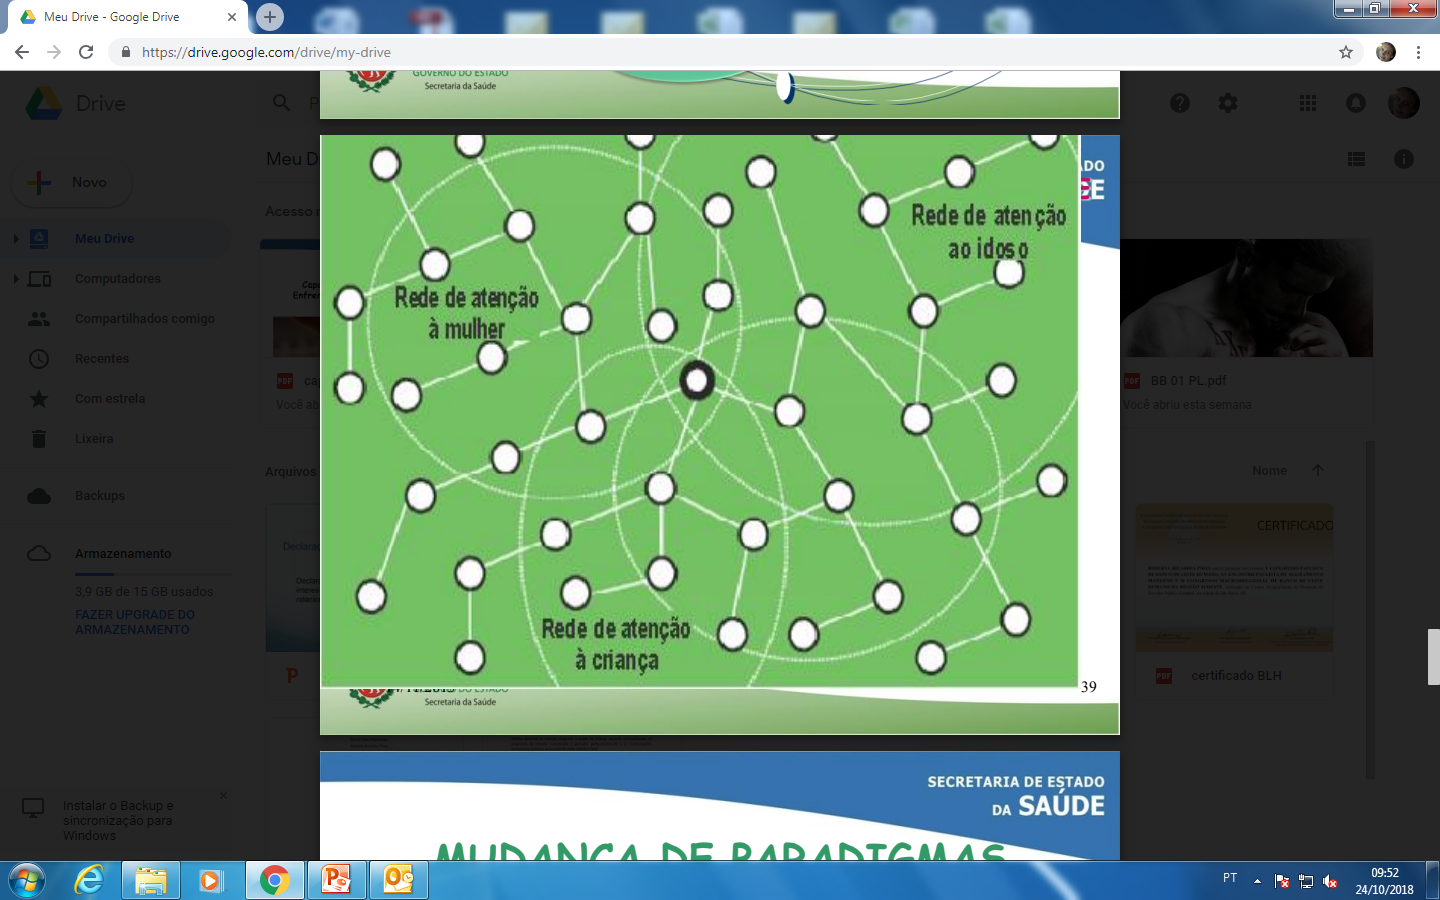 Meu Drive - Google Drive
https://drive.google.com/drive/my-drive
Drive
GOVERNO DO ESTADO
Secretaria da Saúde
Novo
Meu D
Meu Drive
Computadores
Compartilhados comigo
Recentes
Com estrela
Lixeira
Backups
Armazenamento
3,9 GB de 15 GB usados
FAZER UPGRADE DO
ARMAZENAMENTO
Instalar o Backup e
sincronização para
Windows
Arquivos
Rede de atenção
à mulher
Rede de atenção
ao idoso
Rede de atenção
à criança
39
Secretaria da Saúde
BB 01 PL.pdf
Você abriu esta semana
Nome
CERTIFICADO
certificado BLH
SECRETARIA DE ESTADO
DA SAÚDE
MUDANÇA DE PARADIGMAS
PT
09:52
24/10/2018